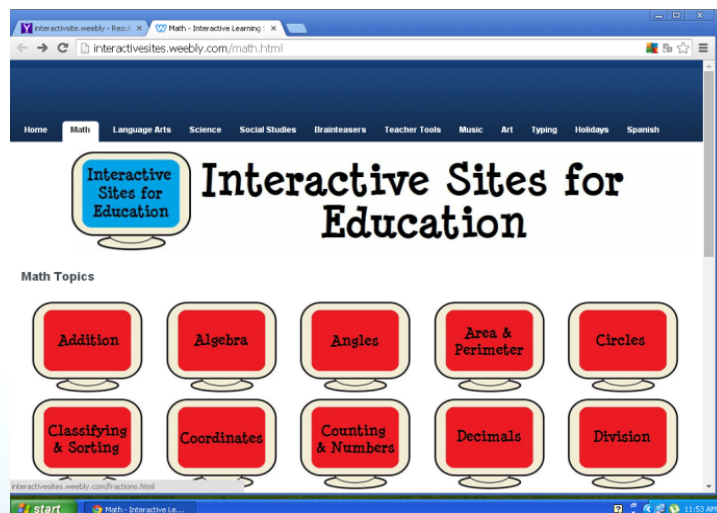 interactivsite.weebly - Rezul
Math - Interactive Learning S
interactivesites.weebly.com/math.html
Home Math Language Arts Science Social Studies Brainteasers Teacher Tools Music Art Typing Holidays Spanish
Interactive
Sites for
Education
Interactive Sites for
Education
Math Topics
Addition
Algebra
Angles
Area &
Perimeter
Circles
Classifying
& Sorting
Coordinates
Counting
& Numbers
Decimals
Division
interactivesites.weebly.com/fractions.html
start
Math - Interactive Le...
11:53 AM